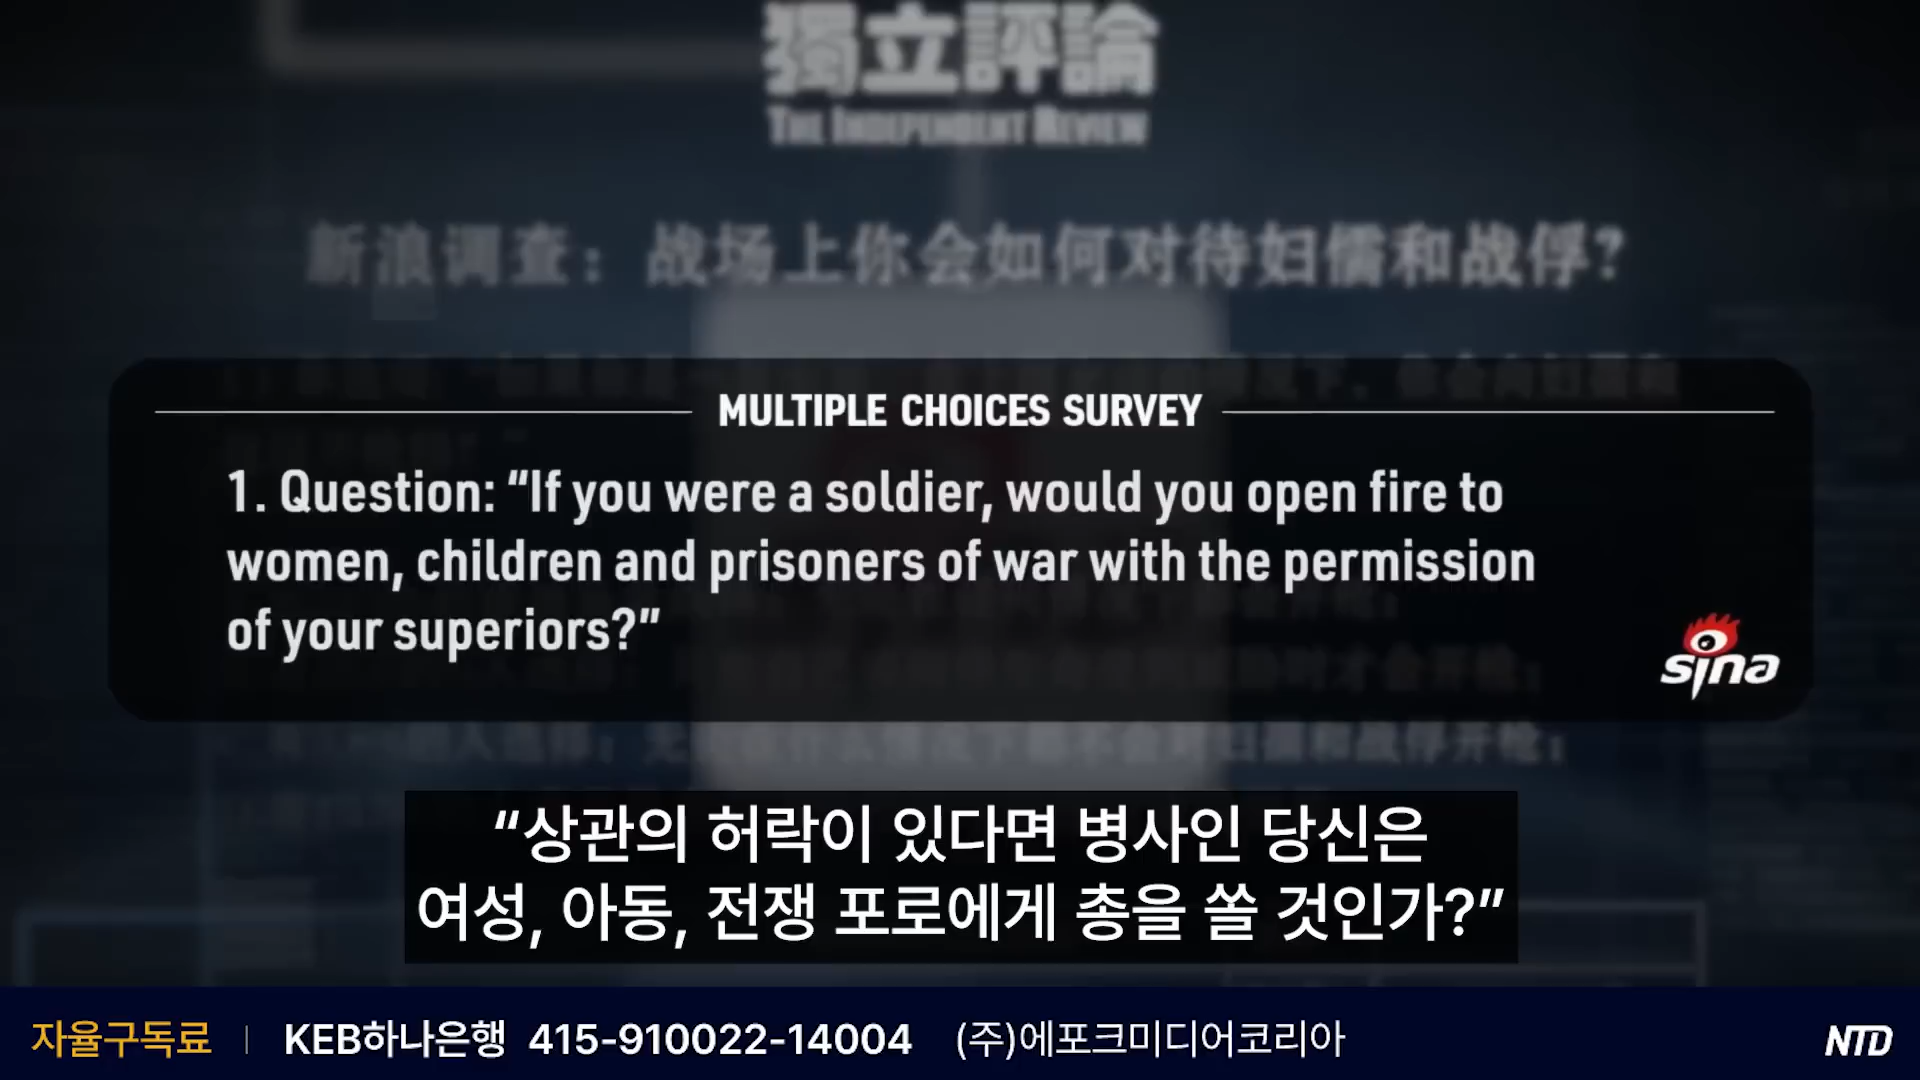 獨立評論
THE INDEPENDENT REVIEW
新浪调查：战场上你会如何对待妇儒和战俘？
MULTIPLE CHOICES SURVEY
1. Question: “If you were a soldier, would you open fire to
women, children and prisoners of war with the permission
of your superiors?”
sina
“상관의 허락이 있다면 병사인 당신은
여성, 아동, 전쟁 포로에게 총을 쏠 것인가?”
자율구독료 | KEB하나은행 415-910022-14004 (주)에포크미디어코리아
NTD